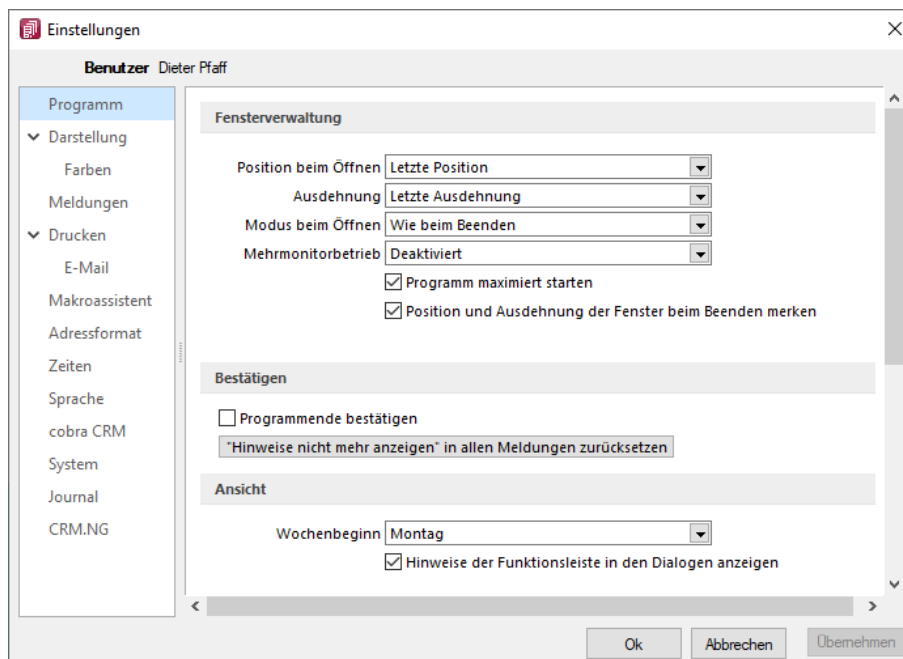 Einstellungen
Benutzer Dieter Pfaff
Programm
Darstellung
Farben
Meldungen
Drucken
E-Mail
Makroassistent
Adressformat
Zeiten
Sprache
cobra CRM
System
Journal
CRM.NG
Fensterverwaltung
Position beim Öffnen Letzte Position
Ausdehnung Letzte Ausdehnung
Modus beim Öffnen Wie beim Beenden
Mehrmonitorbetrieb Deaktiviert
Programm maximiert starten
Position und Ausdehnung der Fenster beim Beenden merken
Bestätigen
Programmende bestätigen
"Hinweise nicht mehr anzeigen" in allen Meldungen zurücksetzen
Ansicht
Wochenbeginn Montag
Hinweise der Funktionsleiste in den Dialogen anzeigen
Ok Abbrechen Übernehmen